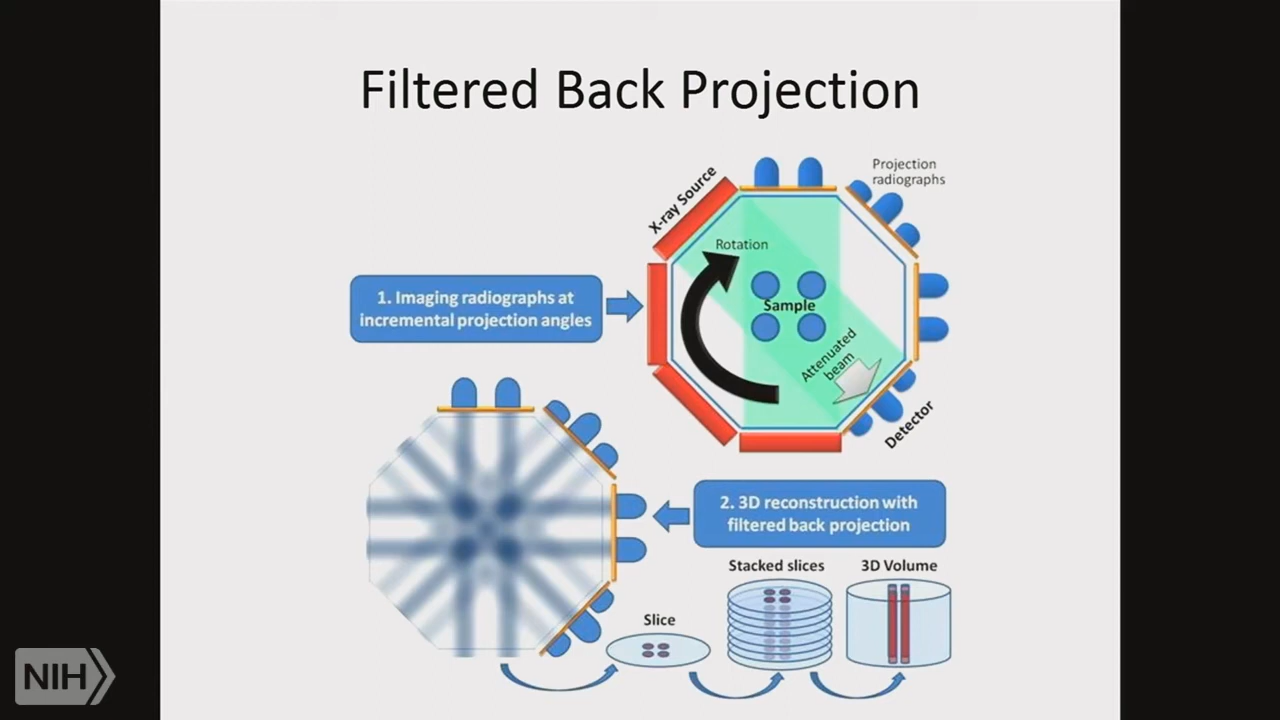 Filtered Back Projection
Projection
radiographs
X-ray Source
Rotation
1. Imaging radiographs at
incremental projection angles
Sample
Attenuated
beam
Detector
2. 3D reconstruction with
filtered back projection
Stacked slices
3D Volume
Slice
NIH